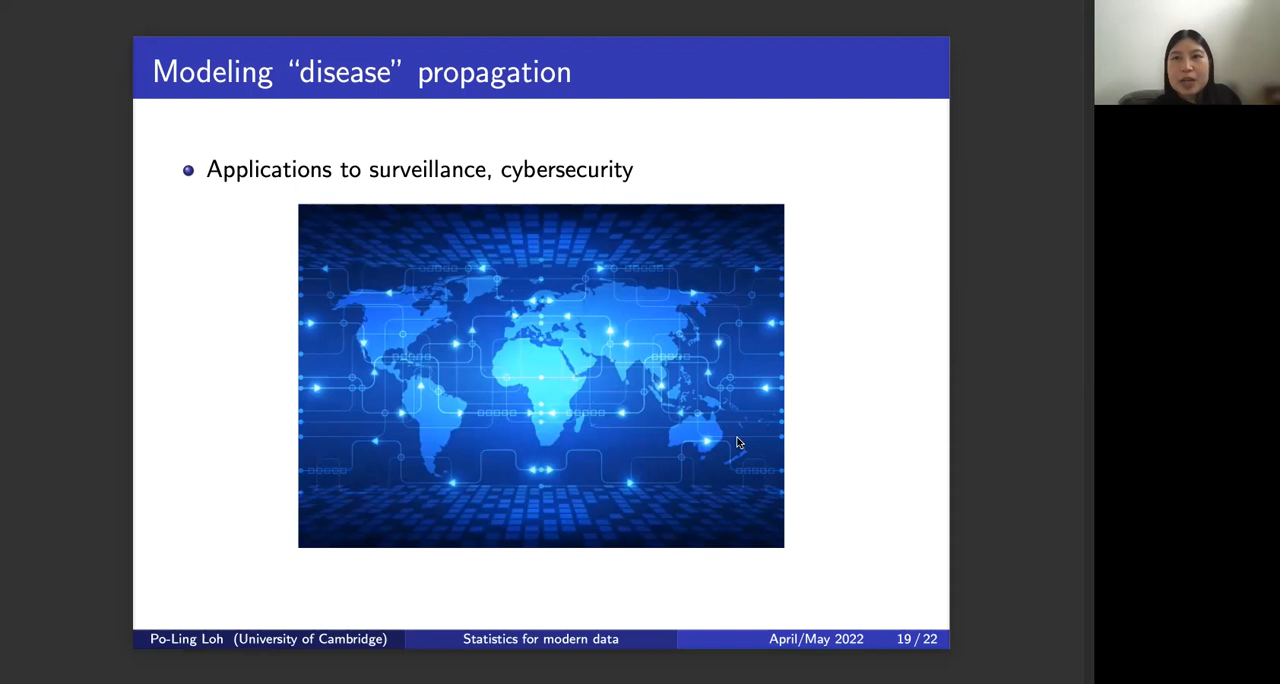 Modeling “disease” propagation
Applications to surveillance, cybersecurity
Po-Ling Loh (University of Cambridge) Statistics for modern data April/May 2022 19 / 22